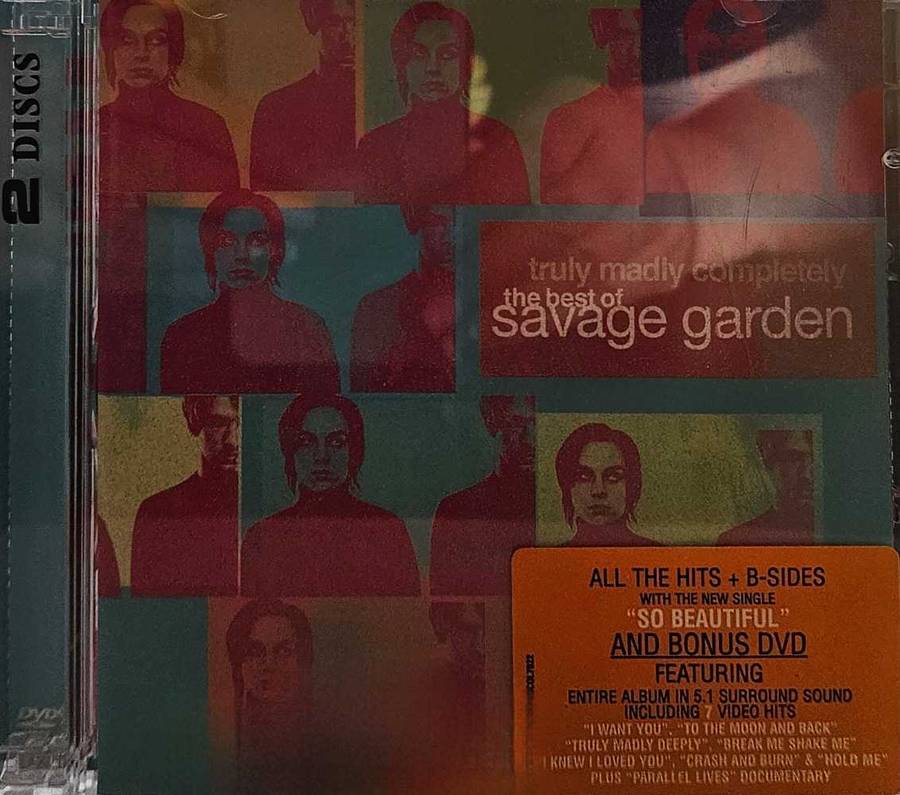 2 DISCS
truly madly completely
the best of
savage garden
ALL THE HITS + B-SIDES
WITH THE NEW SINGLE
"SO BEAUTIFUL"
AND BONUS DVD
FEATURING
ENTIRE ALBUM IN 5.1 SURROUND SOUND
INCLUDING 7 VIDEO HITS
"I WANT YOU", "TO THE MOON AND BACK"
"TRULY MADLY DEEPLY", "BREAK ME SHAKE ME"
I KNEW I LOVED YOU", "CRASH AND BURN" & "HOLD ME"
PLUS "PARALLEL LIVES" DOCUMENTARY
DVD